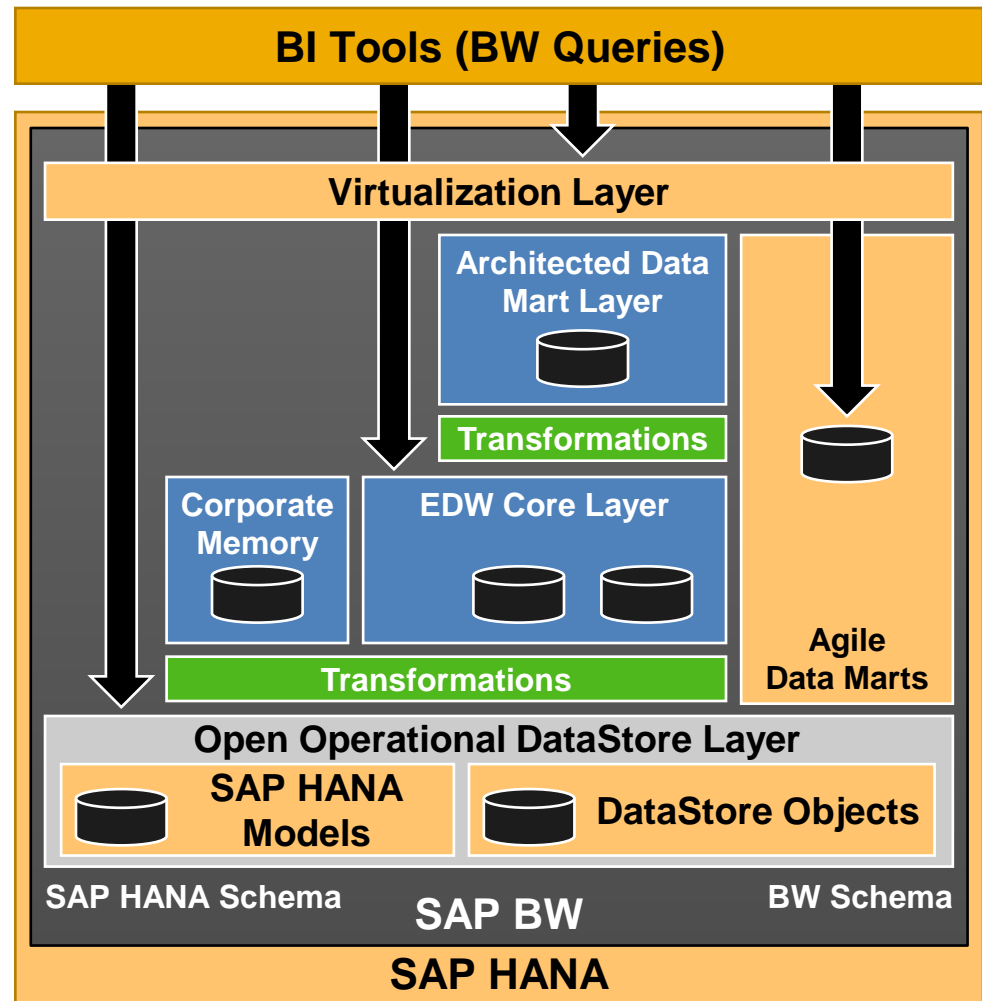 BI Tools (BW Queries)
Virtualization Layer
Architected Data
Mart Layer
Transformations
Corporate
Memory
EDW Core Layer
Agile
Data Marts
Transformations
Open Operational DataStore Layer
SAP HANA
Models
DataStore Objects
SAP HANA Schema
BW Schema
SAP BW
SAP HANA